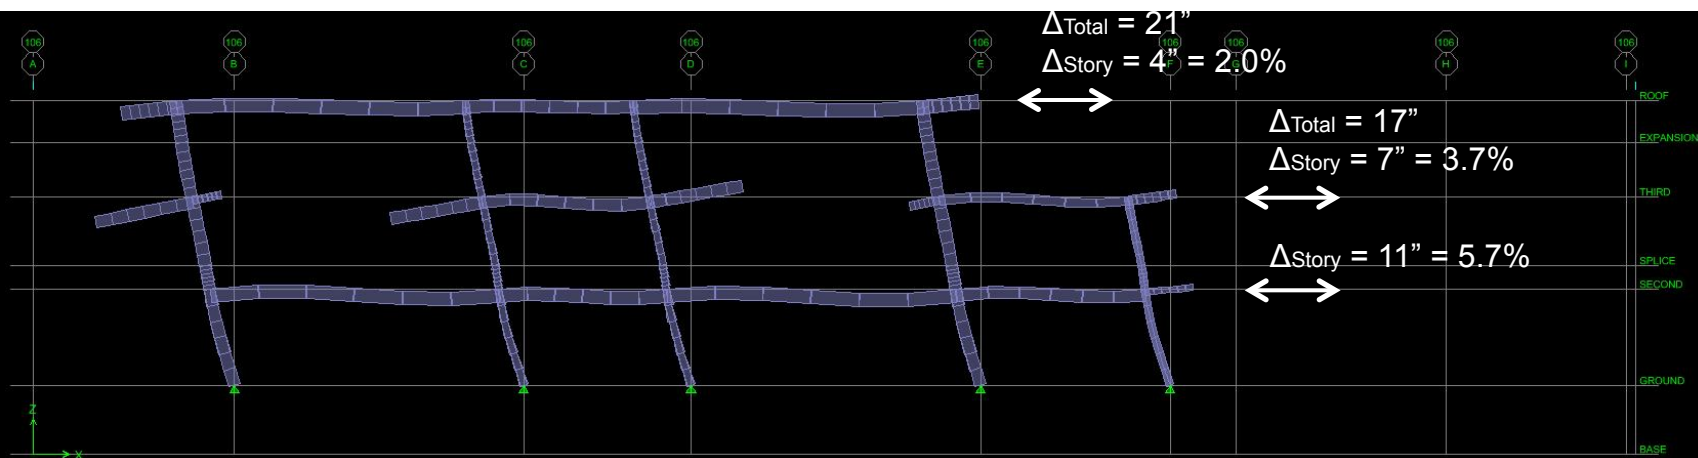 ΔTotal = 21”
ΔStory = 4” = 2.0%
106 106 106 106 106 106 106 106 106
A B C D E F G H I
ROOF
ΔTotal = 17”
EXPANSION
ΔStory = 7” = 3.7%
THIRD
ΔStory = 11” = 5.7%
SPLICE
SECOND
GROUND
Z
X
BASE